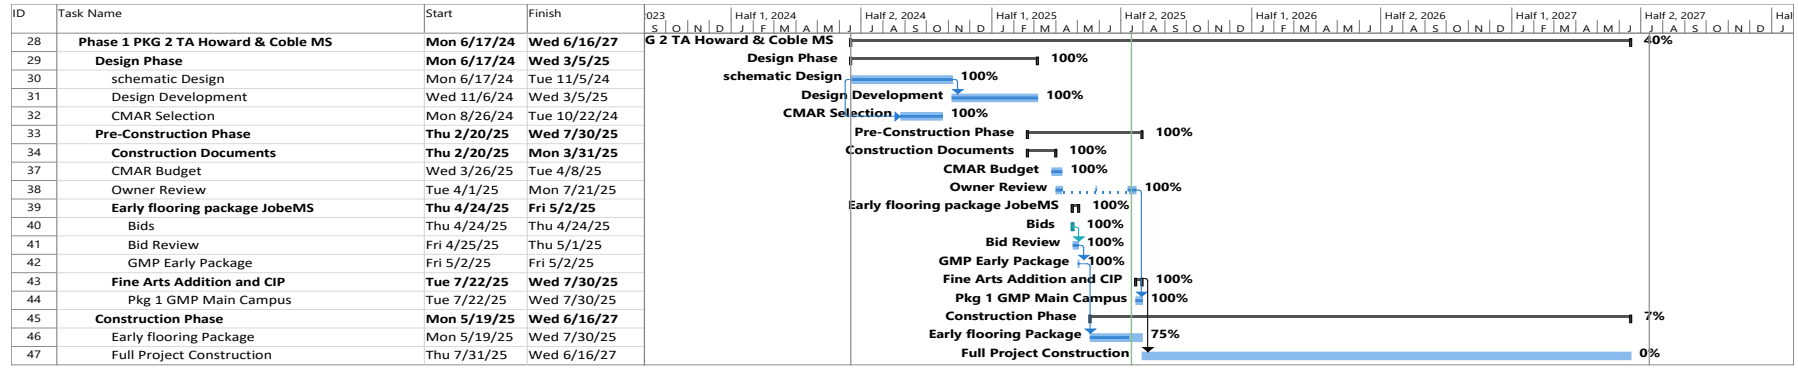 ID Task Name Start Finish 2023 Half 1, 2024 Half 2, 2024 Half 1, 2025 Half 2, 2025 Half 1, 2026 Half 2, 2026 Half 1, 2027 Half 2, 2027 Hal
S O N D J F M A M J J A S O N D J F M A M J J A S O N D J F M A M J J A S O N D J F M A M J J A S O N D J
28 Phase 1 PKG 2 TA Howard & Coble MS Mon 6/17/24 Wed 6/16/27 G 2 TA Howard & Coble MS 40%
29 Design Phase Mon 6/17/24 Wed 3/5/25 Design Phase 100%
30 schematic Design Mon 6/17/24 Tue 11/5/24 schematic Design 100%
31 Design Development Wed 11/6/24 Wed 3/5/25 Design Development 100%
32 CMAR Selection Mon 8/26/24 Tue 10/22/24 CMAR Selection 100%
33 Pre-Construction Phase Thu 2/20/25 Wed 7/30/25 Pre-Construction Phase 100%
34 Construction Documents Thu 2/20/25 Mon 3/31/25 Construction Documents 100%
37 CMAR Budget Wed 3/26/25 Tue 4/8/25 CMAR Budget 100%
38 Owner Review Tue 4/1/25 Mon 7/21/25 Owner Review 100%
39 Early flooring package JobeMS Thu 4/24/25 Fri 5/2/25 Early flooring package JobeMS 100%
40 Bids Thu 4/24/25 Thu 4/24/25 Bids 100%
41 Bid Review Fri 4/25/25 Thu 5/1/25 Bid Review 100%
42 GMP Early Package Fri 5/2/25 Fri 5/2/25 GMP Early Package 100%
43 Fine Arts Addition and CIP Tue 7/22/25 Wed 7/30/25 Fine Arts Addition and CIP 100%
44 Pkg 1 GMP Main Campus Tue 7/22/25 Wed 7/30/25 Pkg 1 GMP Main Campus 100%
45 Construction Phase Mon 5/19/25 Wed 6/16/27 Construction Phase 7%
46 Early flooring Package Mon 5/19/25 Wed 7/30/25 Early flooring Package 75%
47 Full Project Construction Thu 7/31/25 Wed 6/16/27 Full Project Construction 0%